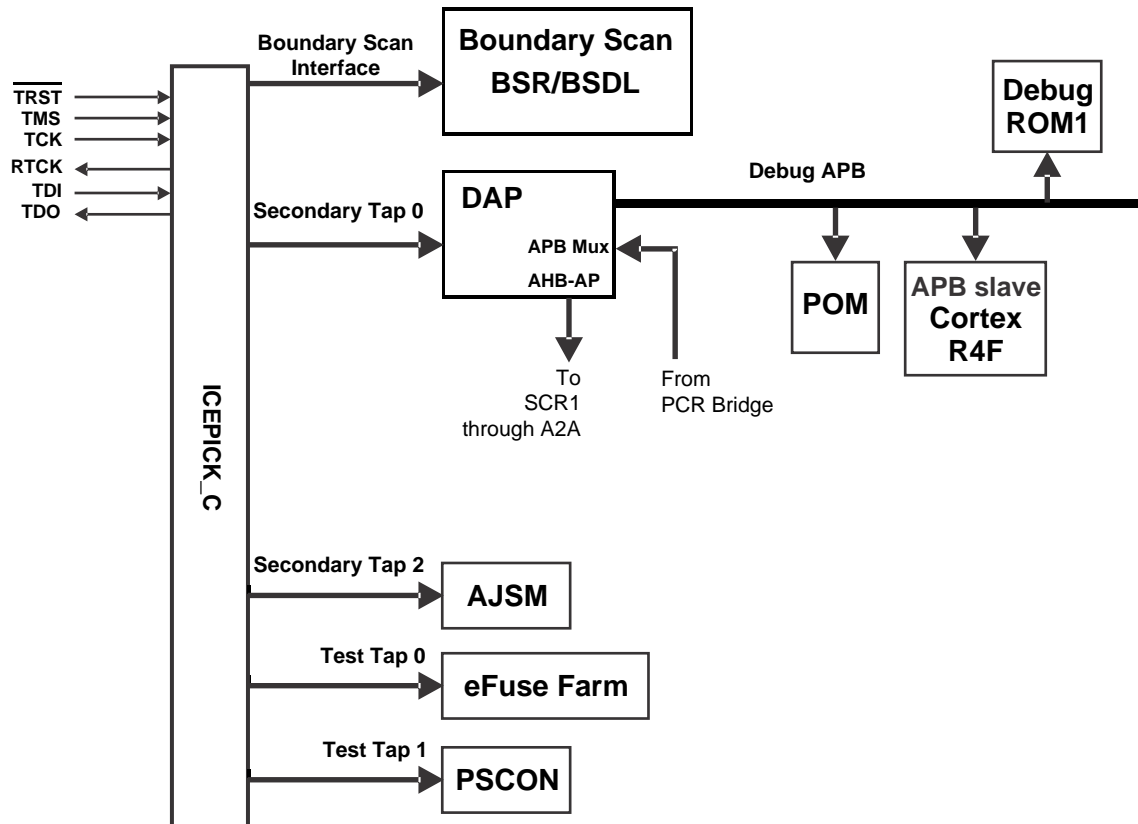 Boundary Scan
Interface
Boundary Scan
BSR/BSDL
TRST
TMS
TCK
RTCK
TDI
TDO
Debug
ROM1
Debug APB
Secondary Tap 0
DAP
APB Mux
AHB-AP
POM
APB slave
Cortex
R4F
To
SCR1
through A2A
From
PCR Bridge
ICEPICK_C
Secondary Tap 2
AJSM
Test Tap 0
eFuse Farm
Test Tap 1
PSCON